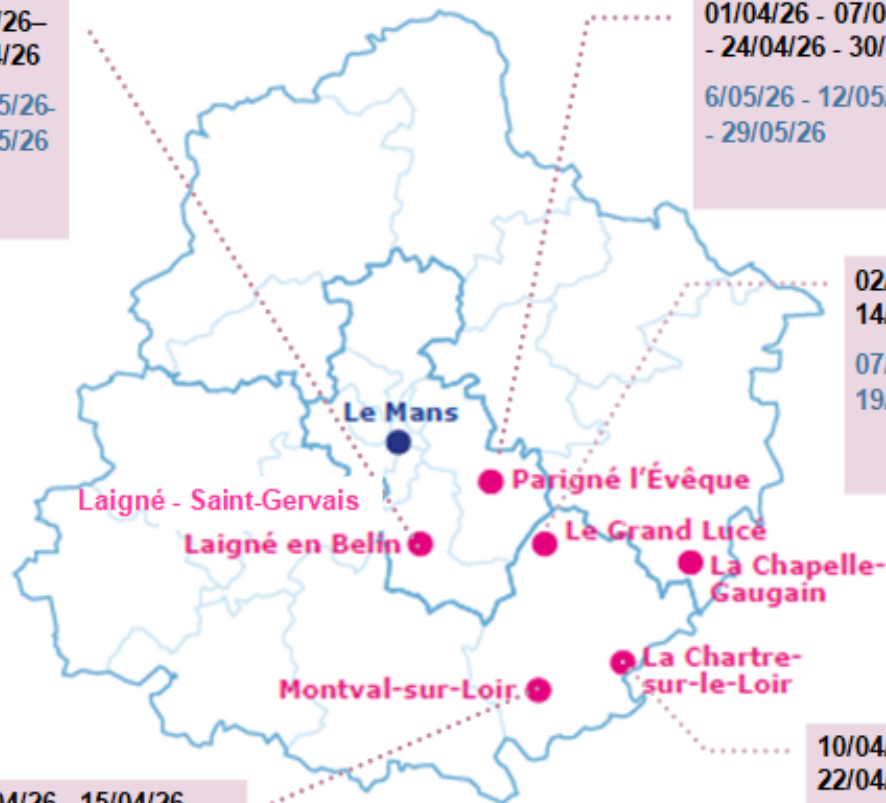 /26–
/26
5/26-
5/26
01/04/26 - 07/0
- 24/04/26 - 30/
6/05/26 - 12/05/
- 29/05/26
02/
14/
07/
19/
Le Mans
Parigné l'Évêque
Laigné - Saint-Gervais
Laigné en Belin
Le Grand Lucé
La Chapelle-
Gaugain
La Chartre-
sur-le-Loir
Montval-sur-Loir
10/04/
22/04/
04/26 - 15/04/26